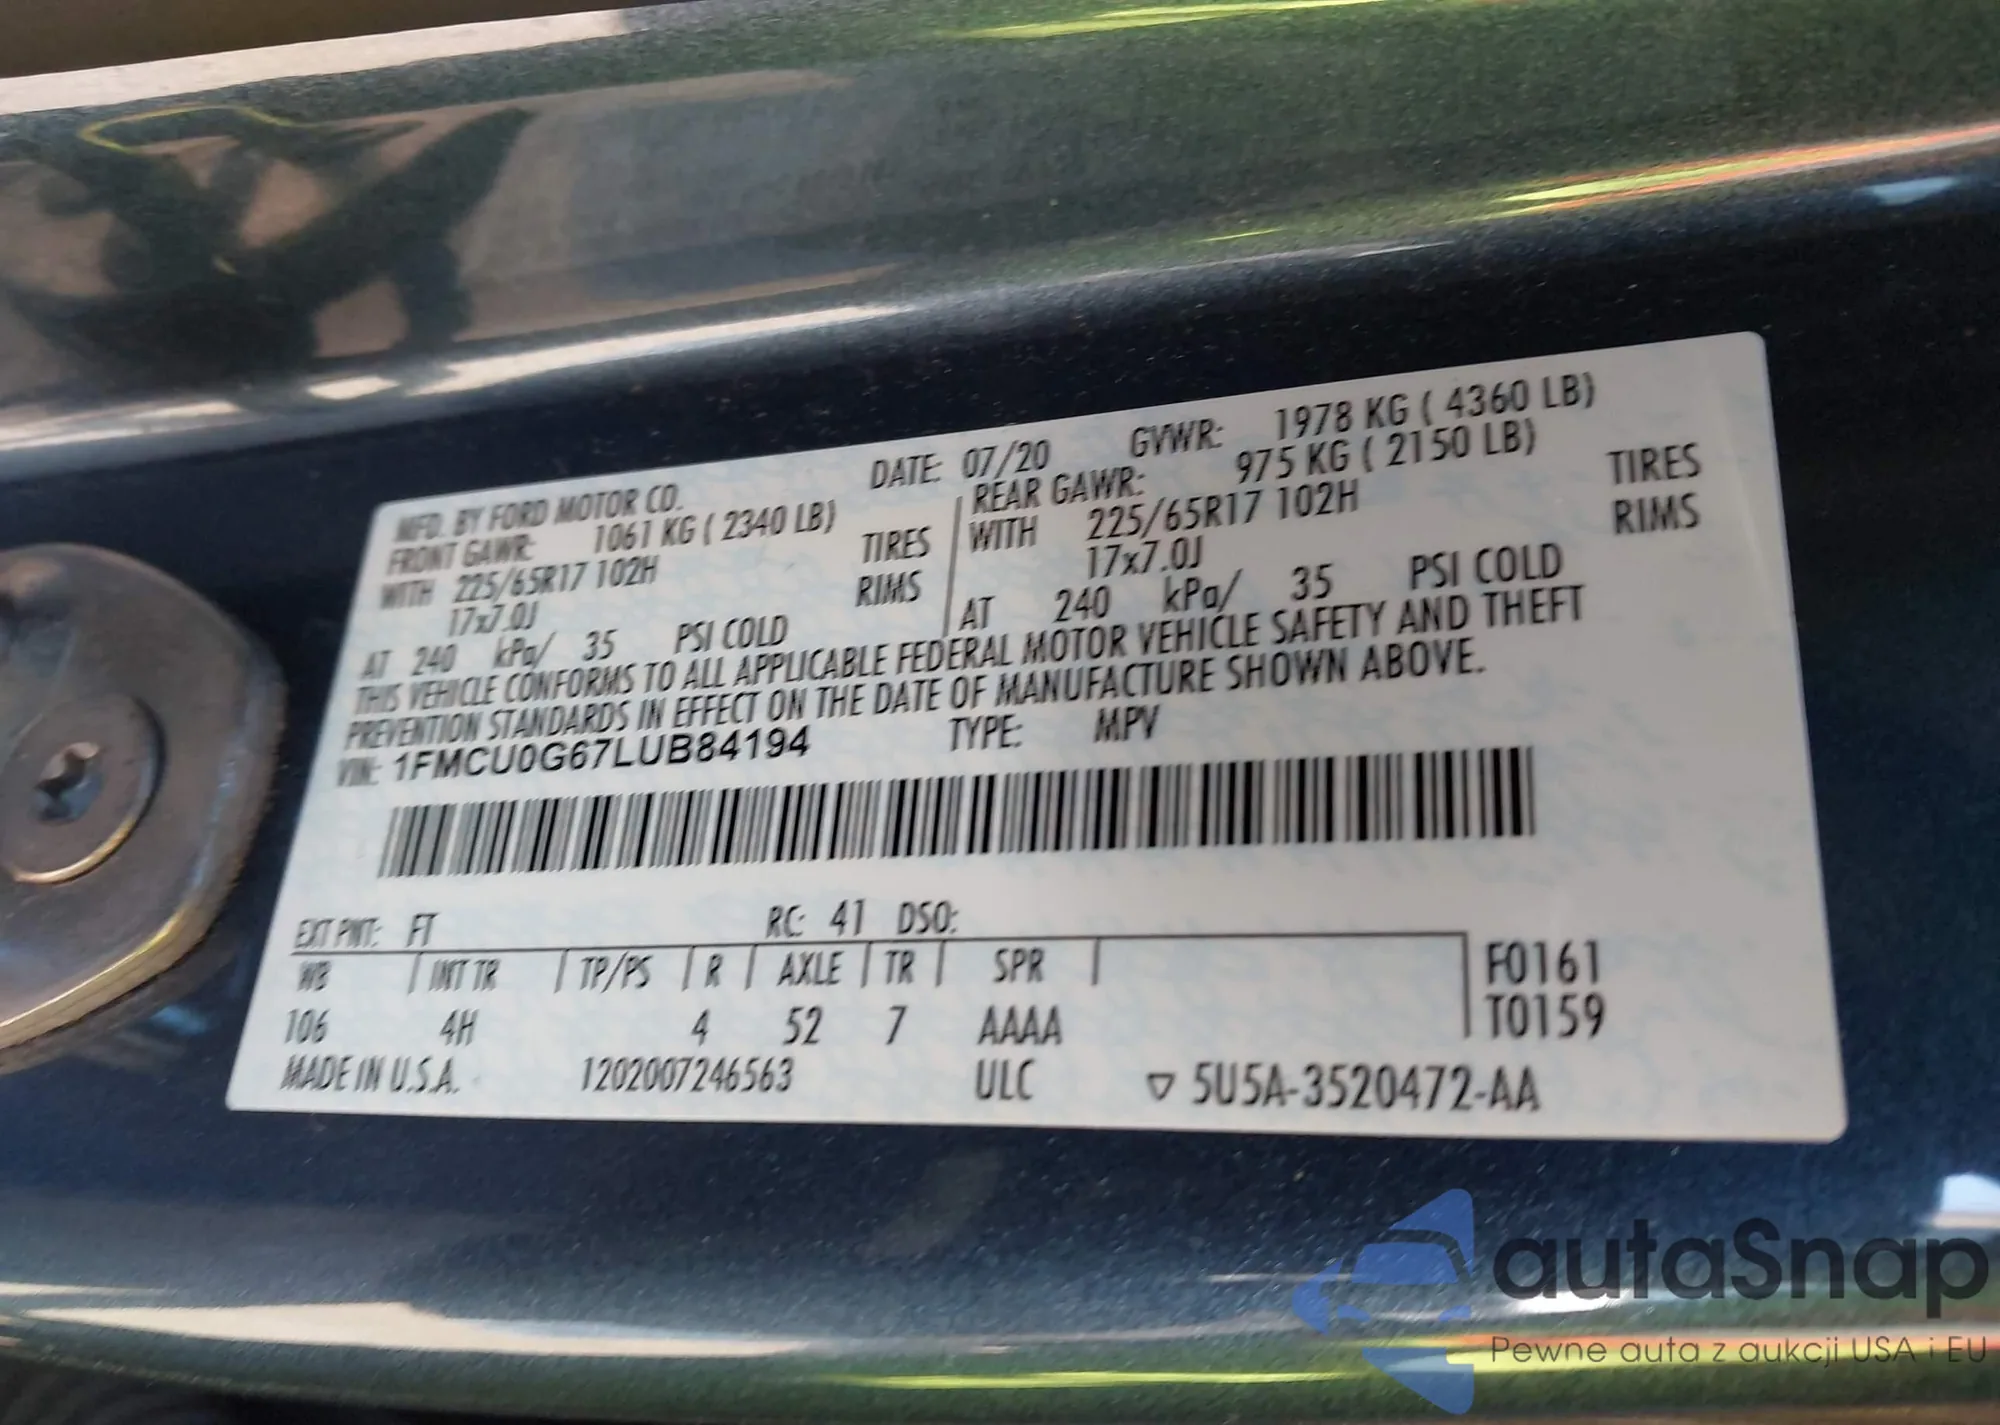 MFD. BY FORD MOTOR CO. DATE: 07/20 GVWR: 1978 KG ( 4360 LB)
FRONT GAWR: 1061 KG ( 2340 LB) REAR GAWR: 975 KG ( 2150 LB)
WITH 225/65R17 102H TIRES WITH 225/65R17 102H TIRES
17x7.0J RIMS 17x7.0J RIMS
AT 240 kPa/ 35 PSI COLD AT 240 kPa/ 35 PSI COLD
THIS VEHICLE CONFORMS TO ALL APPLICABLE FEDERAL MOTOR VEHICLE SAFETY AND THEFT
PREVENTION STANDARDS IN EFFECT ON THE DATE OF MANUFACTURE SHOWN ABOVE.
VIN: 1FMCU0G67LUB84194 TYPE: MPV
EXT PNT: FT RC: 41 DSO:
WB INT TR TP/PS R AXLE TR SPR F0161
106 4H 4 52 7 AAAA T0159
MADE IN U.S.A. 1202007246563 ULC ▽ 5U5A-3520472-AA
autaSnap
Pewne auta z aukcji USA i EU